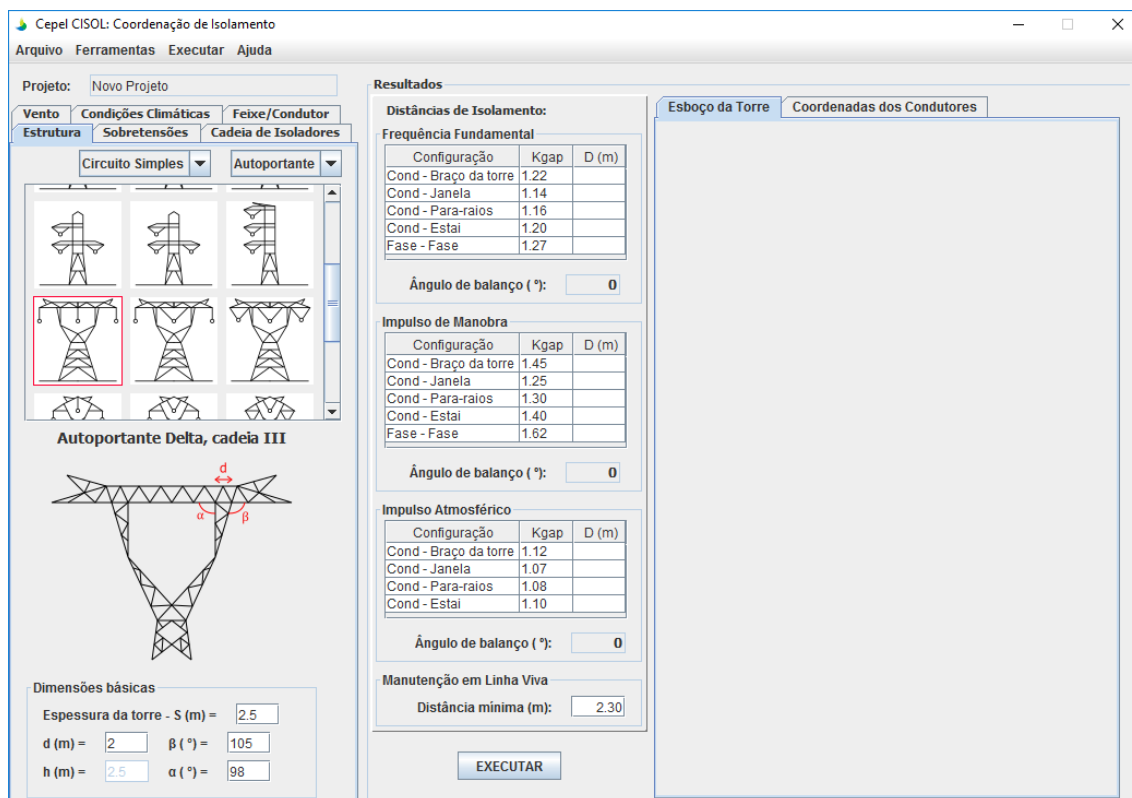 Cepel CISOL: Coordenação de Isolamento
Arquivo Ferramentas Executar Ajuda
Projeto: Novo Projeto
Vento Condições Climáticas Feixe/Condutor
Estrutura Sobretensões Cadeia de Isoladores
Circuito Simples Autoportante
Autoportante Delta, cadeia III
d
α β
Dimensões básicas
Espessura da torre - S (m) = 2.5
d (m) = 2 β ( º) = 105
h (m) = 2.5 α ( º) = 98
Resultados
Distâncias de Isolamento:
Frequência Fundamental
Configuração Kgap D (m)
Cond - Braço da torre 1.22
Cond - Janela 1.14
Cond - Para-raios 1.16
Cond - Estai 1.20
Fase - Fase 1.27
Ângulo de balanço ( º): 0
Impulso de Manobra
Configuração Kgap D (m)
Cond - Braço da torre 1.45
Cond - Janela 1.25
Cond - Para-raios 1.30
Cond - Estai 1.40
Fase - Fase 1.62
Ângulo de balanço ( º): 0
Impulso Atmosférico
Configuração Kgap D (m)
Cond - Braço da torre 1.12
Cond - Janela 1.07
Cond - Para-raios 1.08
Cond - Estai 1.10
Ângulo de balanço ( º): 0
Manutenção em Linha Viva
Distância mínima (m): 2.30
EXECUTAR
Esboço da Torre Coordenadas dos Condutores